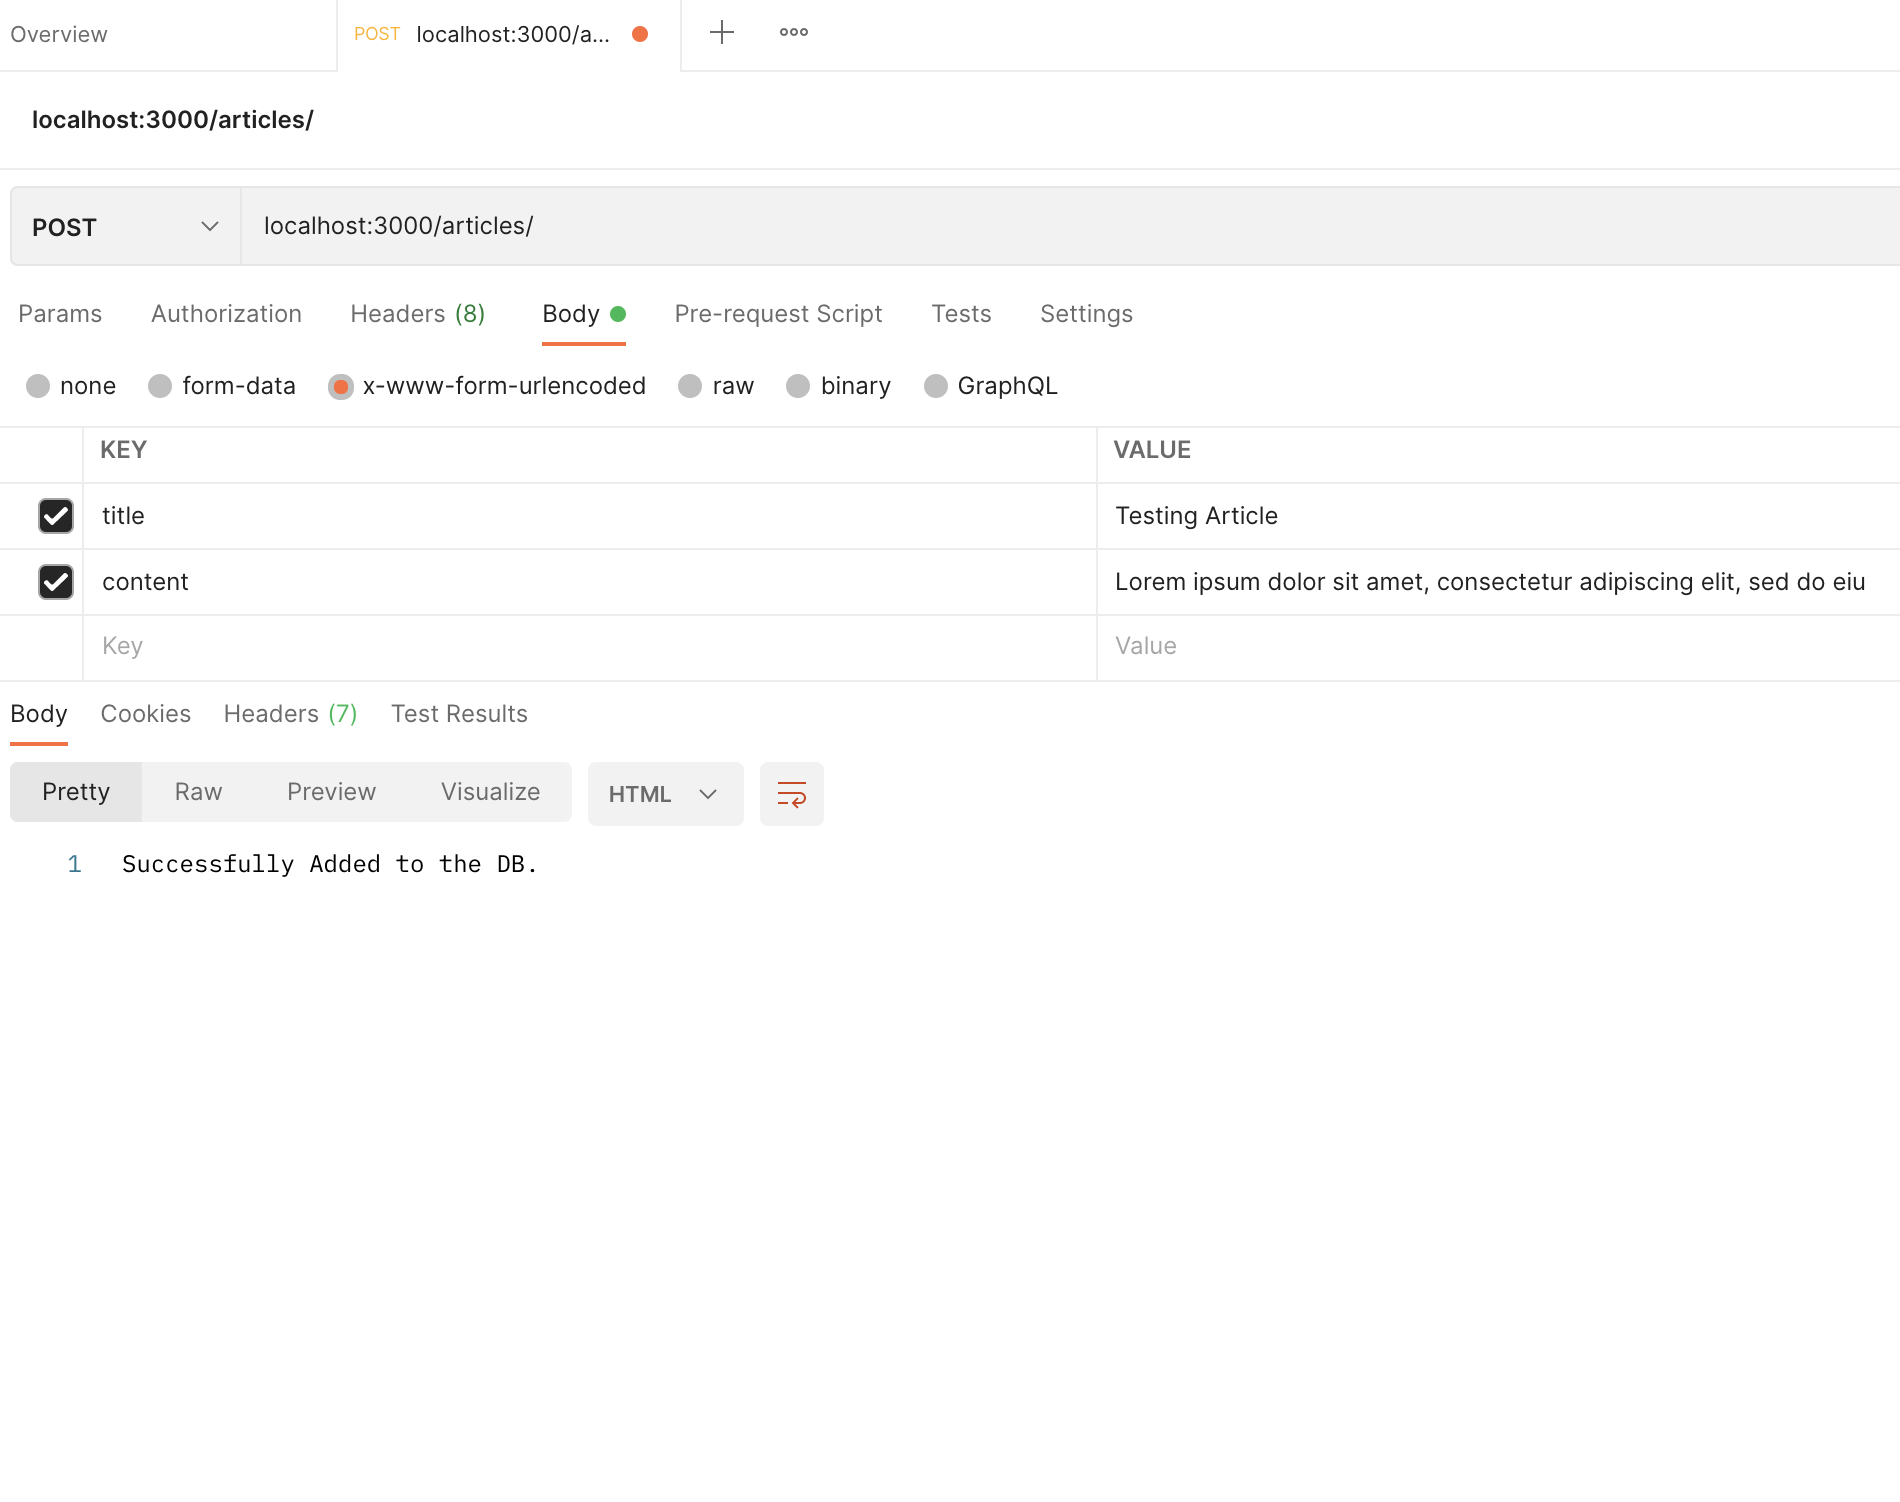 Overview
POST localhost:3000/a...
localhost:3000/articles/
POST localhost:3000/articles/
Params Authorization Headers (8) Body Pre-request Script Tests Settings
none form-data x-www-form-urlencoded raw binary GraphQL
KEY VALUE
title Testing Article
content Lorem ipsum dolor sit amet, consectetur adipiscing elit, sed do eiu
Key Value
Body Cookies Headers (7) Test Results
Pretty Raw Preview Visualize HTML
1 Successfully Added to the DB.